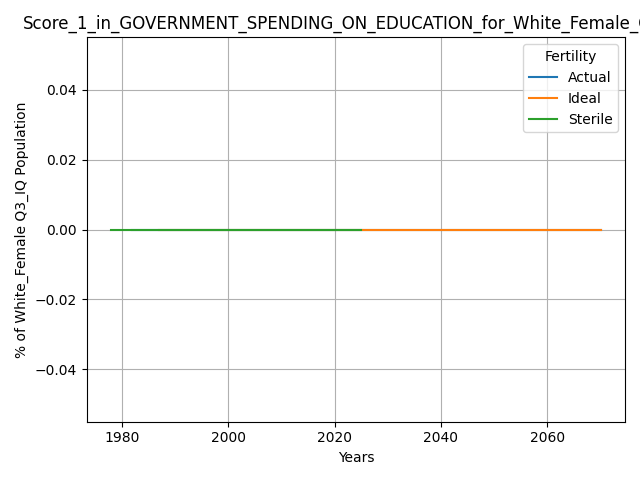 Score_1_in_GOVERNMENT_SPENDING_ON_EDUCATION_for_White_Female_
Fertility
Actual
Ideal
Sterile
0.04
0.02
0.00
−0.02
−0.04
% of White_Female Q3_IQ Population
1980
2000
2020
2040
2060
Years